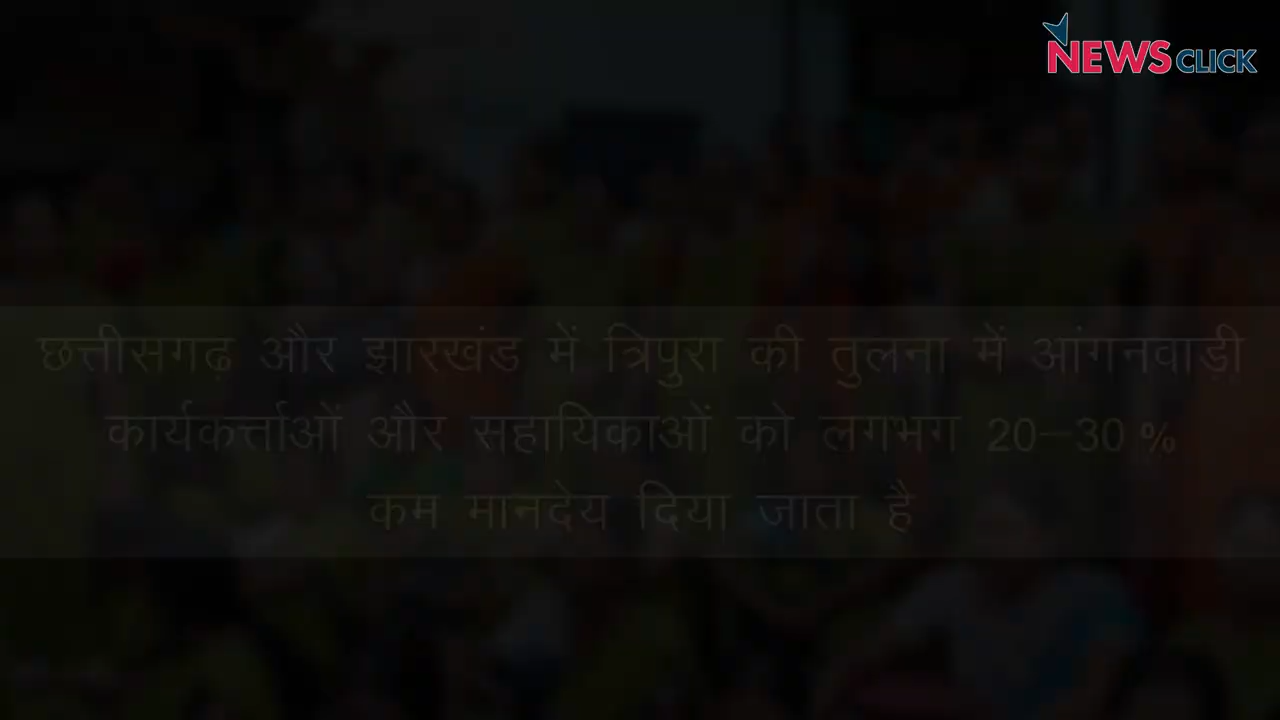 NEWSCLICK
छत्तीसगढ़ और झारखंड में त्रिपुरा की तुलना में आंगनवाड़ी
कार्यकर्त्ताओं और सहायिकाओं को लगभग 20-30 %
कम मानदेय दिया जाता है